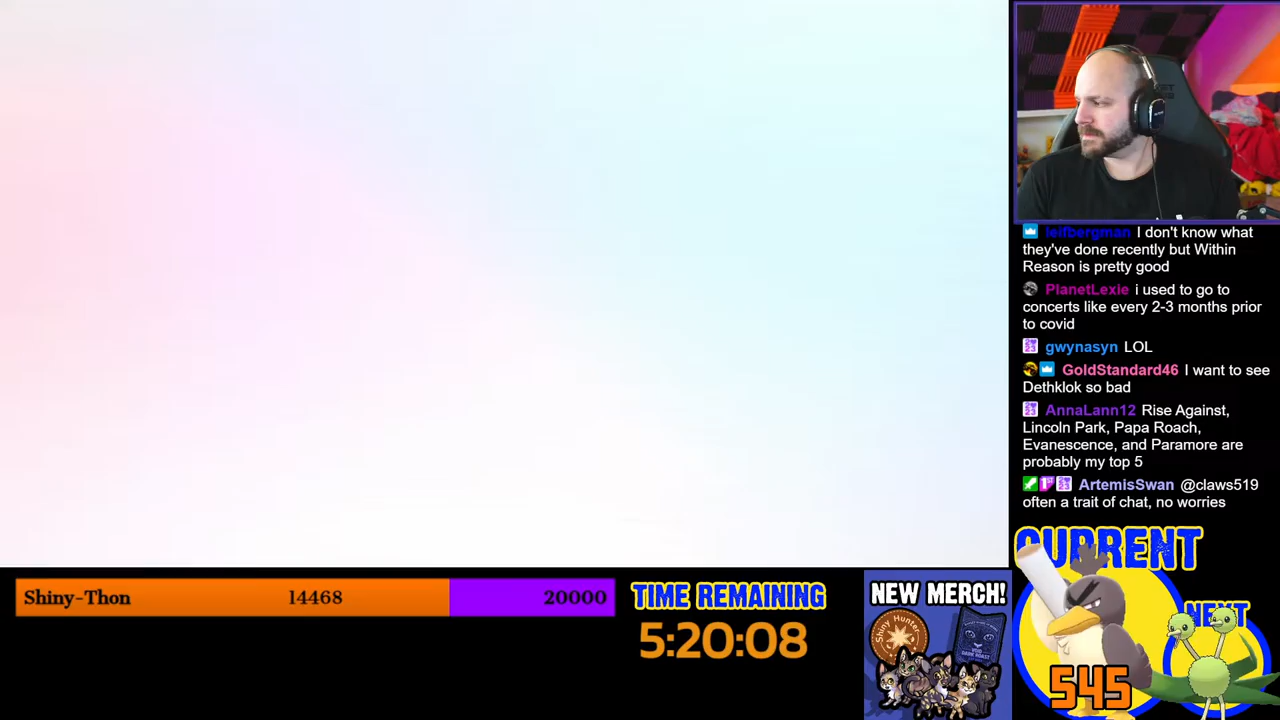 leifbergman I don't know what
they've done recently but Within
Reason is pretty good
PlanetLexie i used to go to
concerts like every 2-3 months prior
to covid
gwynasyn LOL
GoldStandard46 I want to see
Dethklok so bad
AnnaLann12 Rise Against,
Lincoln Park, Papa Roach,
Evanescence, and Paramore are
probably my top 5
ArtemisSwan @claws519
often a trait of chat, no worries
CURRENT
NEXT
545
Shiny-Thon 14468 20000
TIME REMAINING
5:20:08
NEW MERCH!
Shiny Hunter